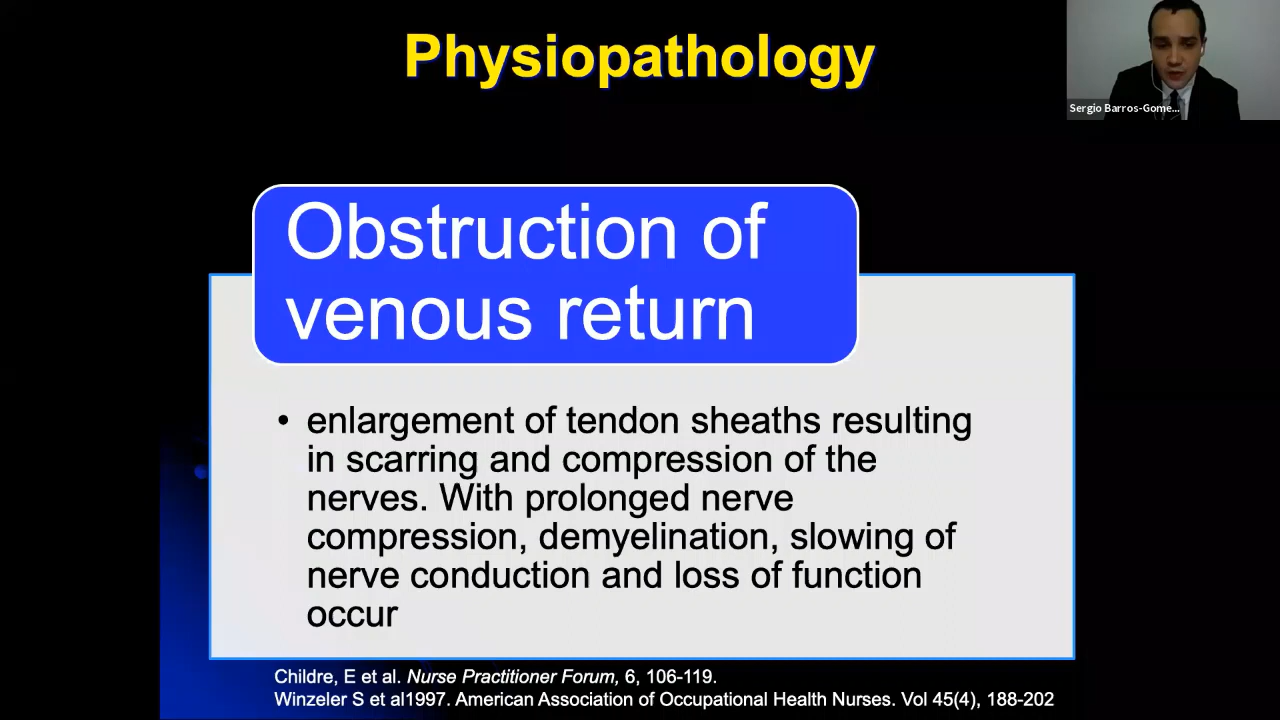 Physiopathology
Sergio Barros-Gome...
Obstruction of
venous return
• enlargement of tendon sheaths resulting
in scarring and compression of the
nerves. With prolonged nerve
compression, demyelination, slowing of
nerve conduction and loss of function
occur
Childre, E et al. Nurse Practitioner Forum, 6, 106-119.
Winzeler S et al1997. American Association of Occupational Health Nurses. Vol 45(4), 188-202